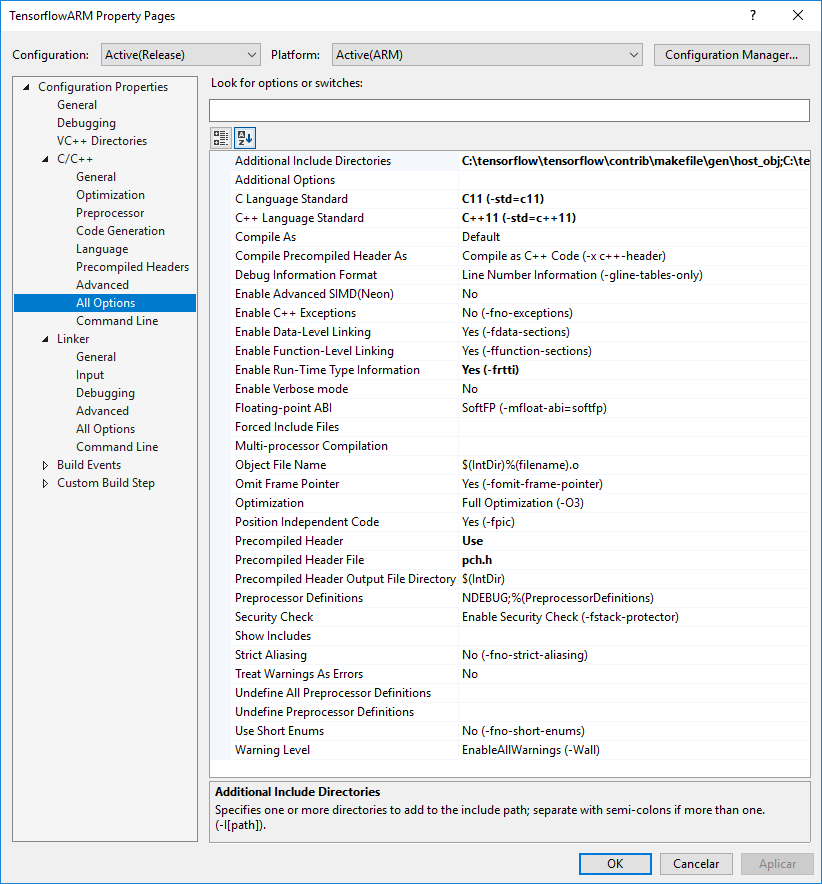 TensorflowARM Property Pages
?
Configuration: Active(Release) Platform: Active(ARM) Configuration Manager...
Configuration Properties
General
Debugging
VC++ Directories
C/C++
General
Optimization
Preprocessor
Code Generation
Language
Precompiled Headers
Advanced
All Options
Command Line
Linker
General
Input
Debugging
Advanced
All Options
Command Line
Build Events
Custom Build Step
Look for options or switches:
Additional Include Directories C:\tensorflow\tensorflow\contrib\makefile\gen\host_obj;C:\te
Additional Options
C Language Standard C11 (-std=c11)
C++ Language Standard C++11 (-std=c++11)
Compile As Default
Compile Precompiled Header As Compile as C++ Code (-x c++-header)
Debug Information Format Line Number Information (-gline-tables-only)
Enable Advanced SIMD(Neon) No
Enable C++ Exceptions No (-fno-exceptions)
Enable Data-Level Linking Yes (-fdata-sections)
Enable Function-Level Linking Yes (-ffunction-sections)
Enable Run-Time Type Information Yes (-frtti)
Enable Verbose mode No
Floating-point ABI SoftFP (-mfloat-abi=softfp)
Forced Include Files
Multi-processor Compilation
Object File Name $(IntDir)%(filename).o
Omit Frame Pointer Yes (-fomit-frame-pointer)
Optimization Full Optimization (-O3)
Position Independent Code Yes (-fpic)
Precompiled Header Use
Precompiled Header File pch.h
Precompiled Header Output File Directory $(IntDir)
Preprocessor Definitions NDEBUG;%(PreprocessorDefinitions)
Security Check Enable Security Check (-fstack-protector)
Show Includes
Strict Aliasing No (-fno-strict-aliasing)
Treat Warnings As Errors No
Undefine All Preprocessor Definitions
Undefine Preprocessor Definitions
Use Short Enums No (-fno-short-enums)
Warning Level EnableAllWarnings (-Wall)
Additional Include Directories
Specifies one or more directories to add to the include path; separate with semi-colons if more than one.
(-I[path]).
OK Cancelar Aplicar